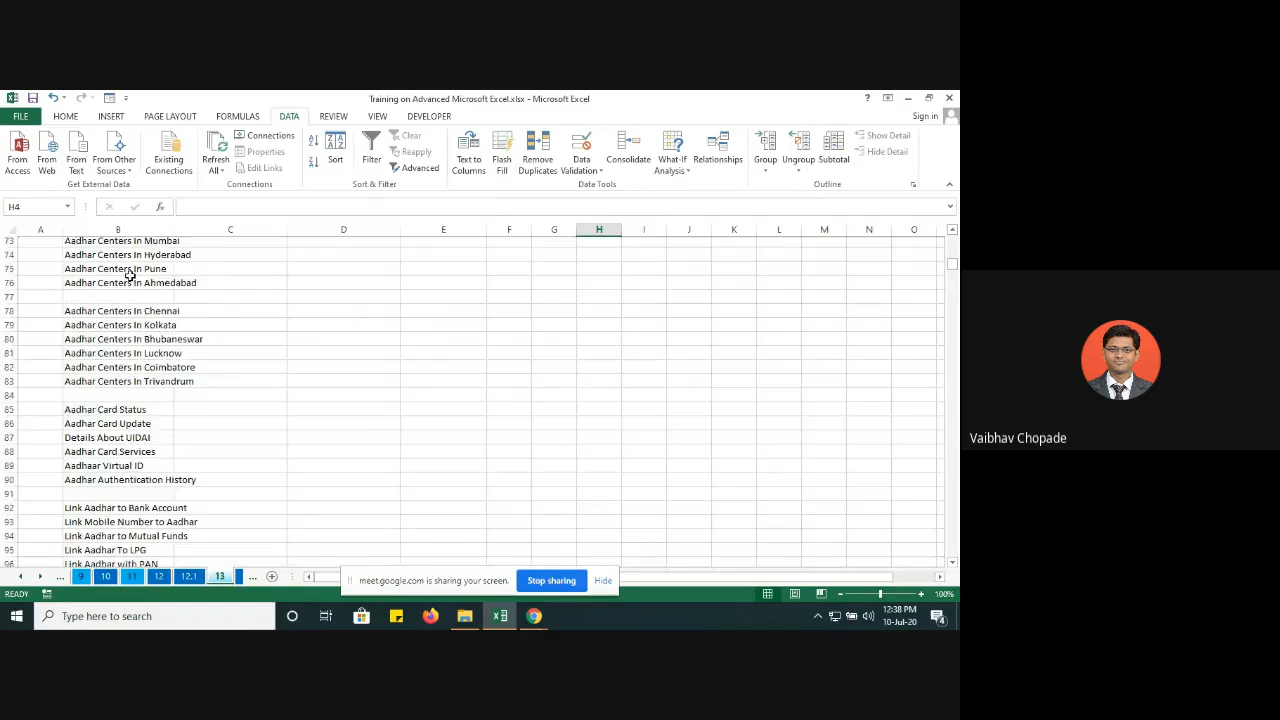 Training on Advanced Microsoft Excel.xlsx - Microsoft Excel
?
FILE HOME INSERT PAGE LAYOUT FORMULAS DATA REVIEW VIEW DEVELOPER Sign in
From Access
From Web
From Text
From Other Sources
Existing Connections
Get External Data
Refresh All
Connections
Properties
Edit Links
Connections
Sort
Filter
Clear
Reapply
Advanced
Sort & Filter
Text to Columns
Flash Fill
Remove Duplicates
Data Validation
Consolidate
What-If Analysis
Relationships
Data Tools
Group
Ungroup
Subtotal
Show Detail
Hide Detail
Outline
H4 fx
A B C D E F G H I J K L M N O
73 Aadhar Centers In Mumbai
74 Aadhar Centers In Hyderabad
75 Aadhar Centers In Pune
76 Aadhar Centers In Ahmedabad
77
78 Aadhar Centers In Chennai
79 Aadhar Centers In Kolkata
80 Aadhar Centers In Bhubaneswar
81 Aadhar Centers In Lucknow
82 Aadhar Centers In Coimbatore
83 Aadhar Centers In Trivandrum
84
85 Aadhar Card Status
86 Aadhar Card Update
87 Details About UIDAI
88 Aadhar Card Services
89 Aadhaar Virtual ID
90 Aadhar Authentication History
91
92 Link Aadhar to Bank Account
93 Link Mobile Number to Aadhar
94 Link Aadhar to Mutual Funds
95 Link Aadhar To LPG
96 Link Aadhar with PAN
... 9 10 11 12 12.1 13 ...
meet.google.com is sharing your screen. Stop sharing Hide
READY 100%
Type here to search
12:38 PM
10-Jul-20
4
Vaibhav Chopade